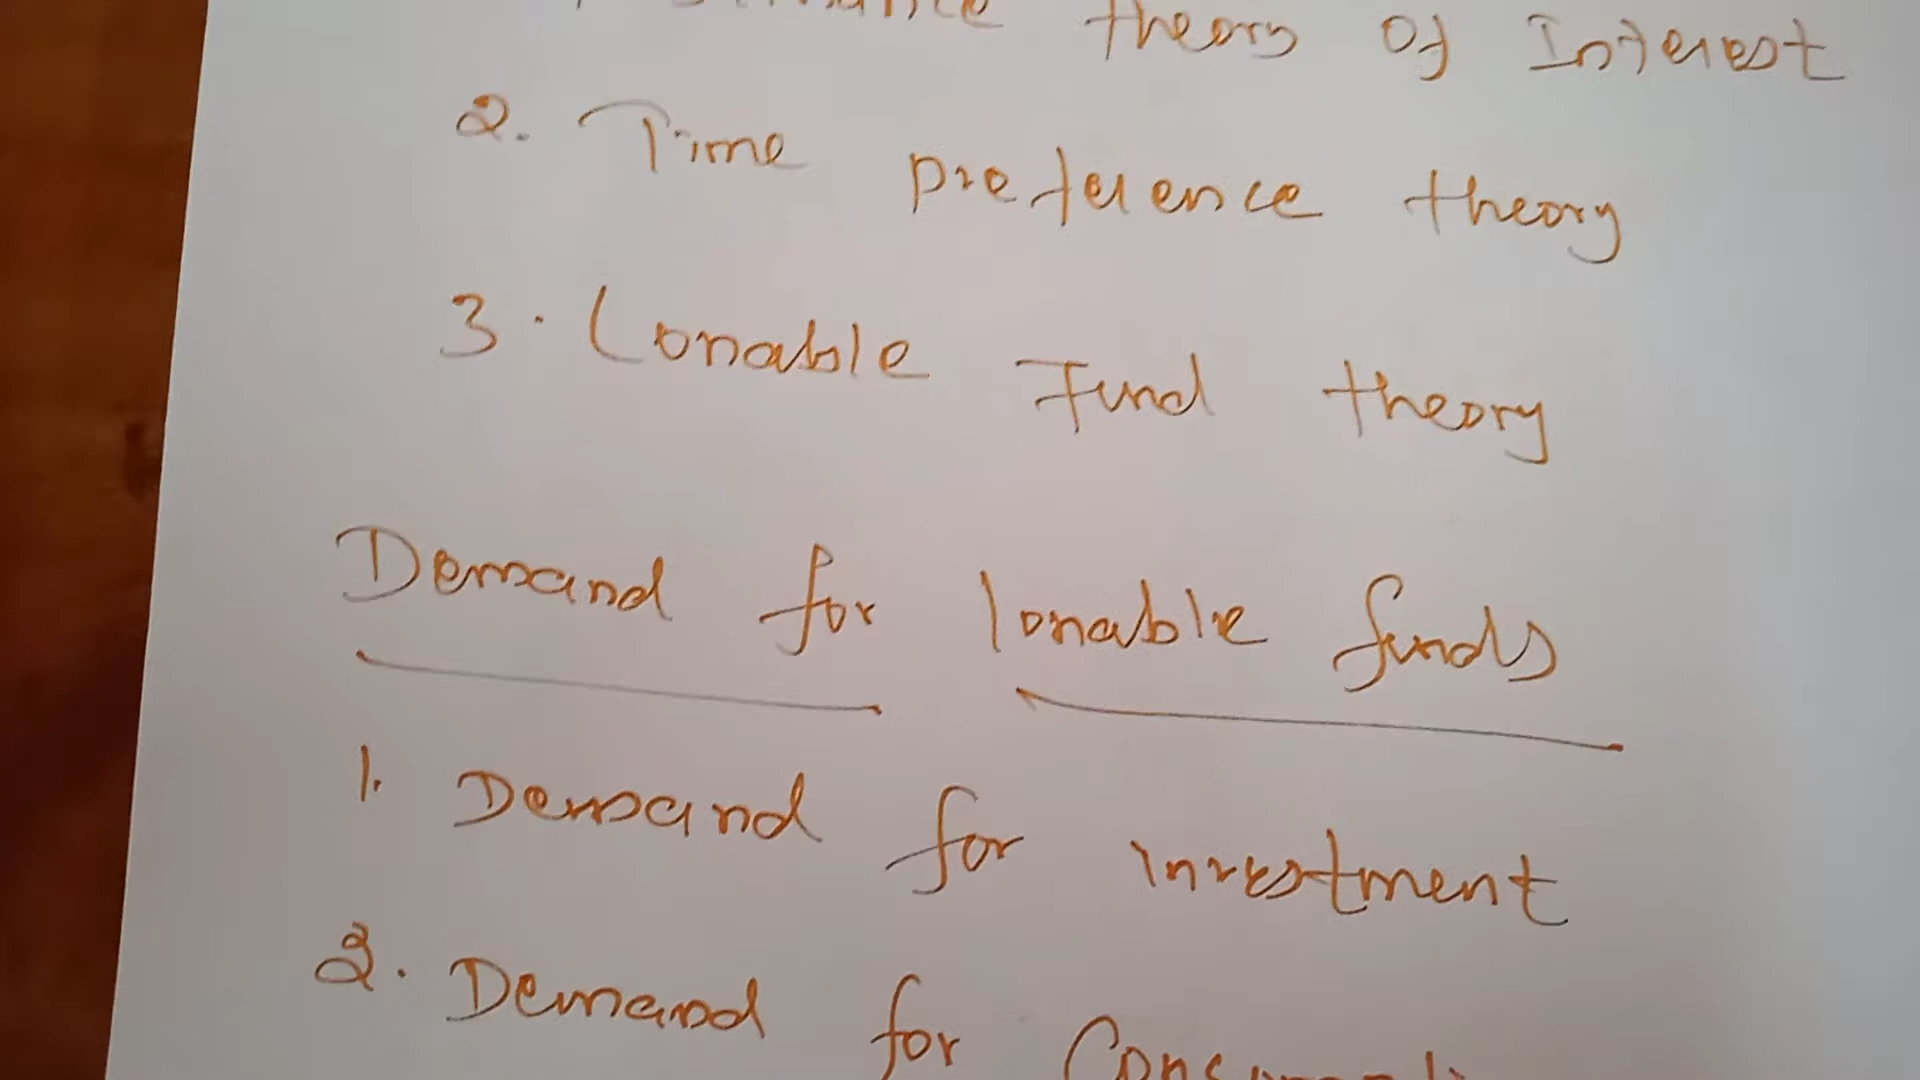 theory of Interest
2. Time preference theory
3. Lonable Fund theory
Demand for lonable funds
1. Demand for investment
2. Demand for